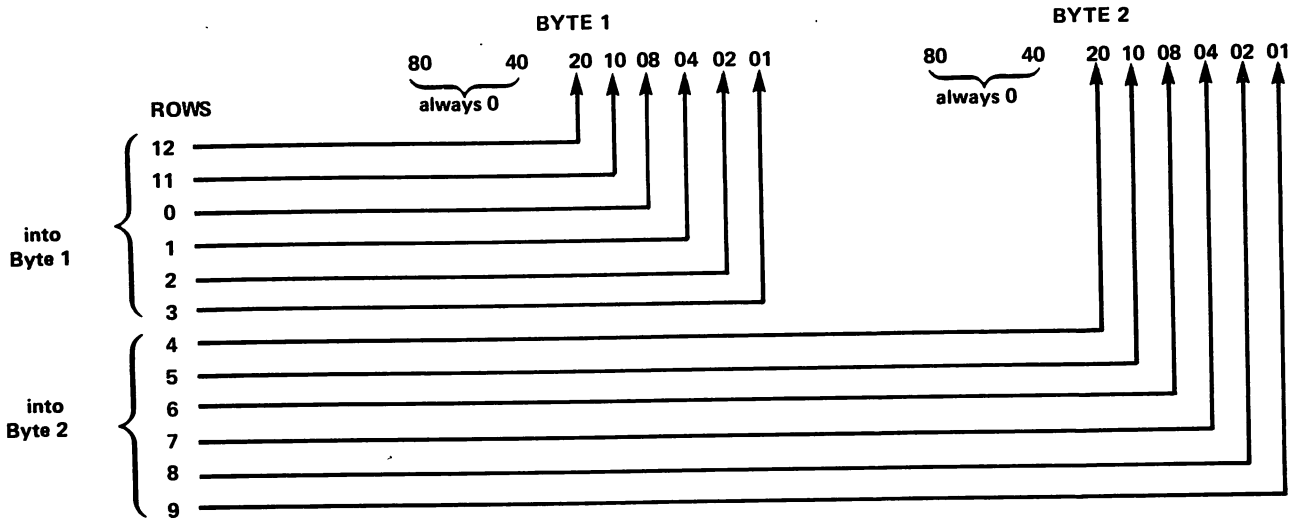 BYTE 1 BYTE 2
80 40 20 10 08 04 02 01 80 40 20 10 08 04 02 01
always 0 always 0
ROWS
12
11
0
into
1
Byte 1
2
3
4
5
into
6
Byte 2
7
8
9